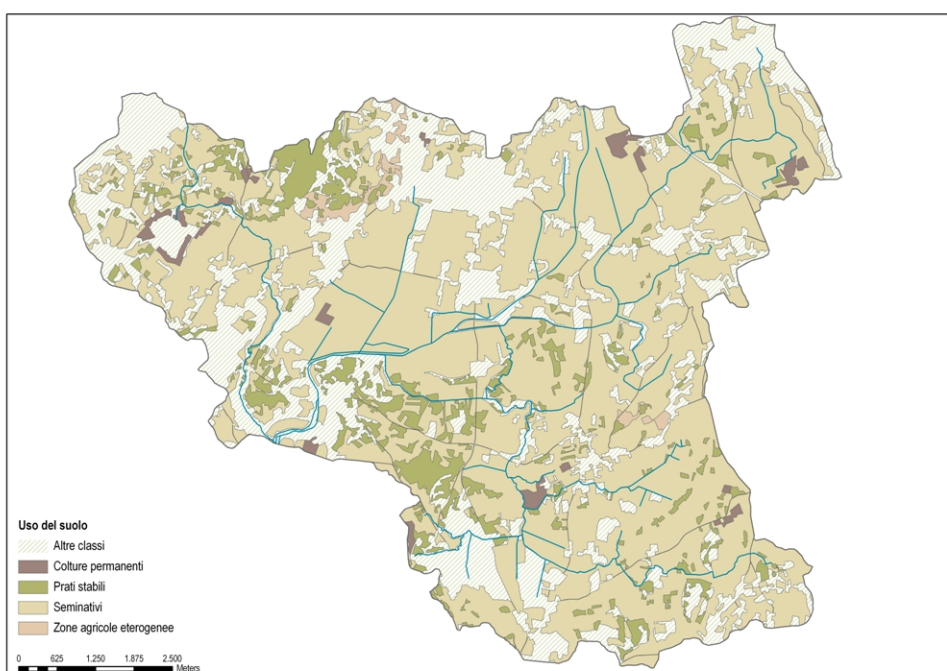 Uso del suolo
Altre classi
Colture permanenti
Prati stabili
Seminativi
Zone agricole eterogenee
0 625 1.250 1.875 2.500
Meters